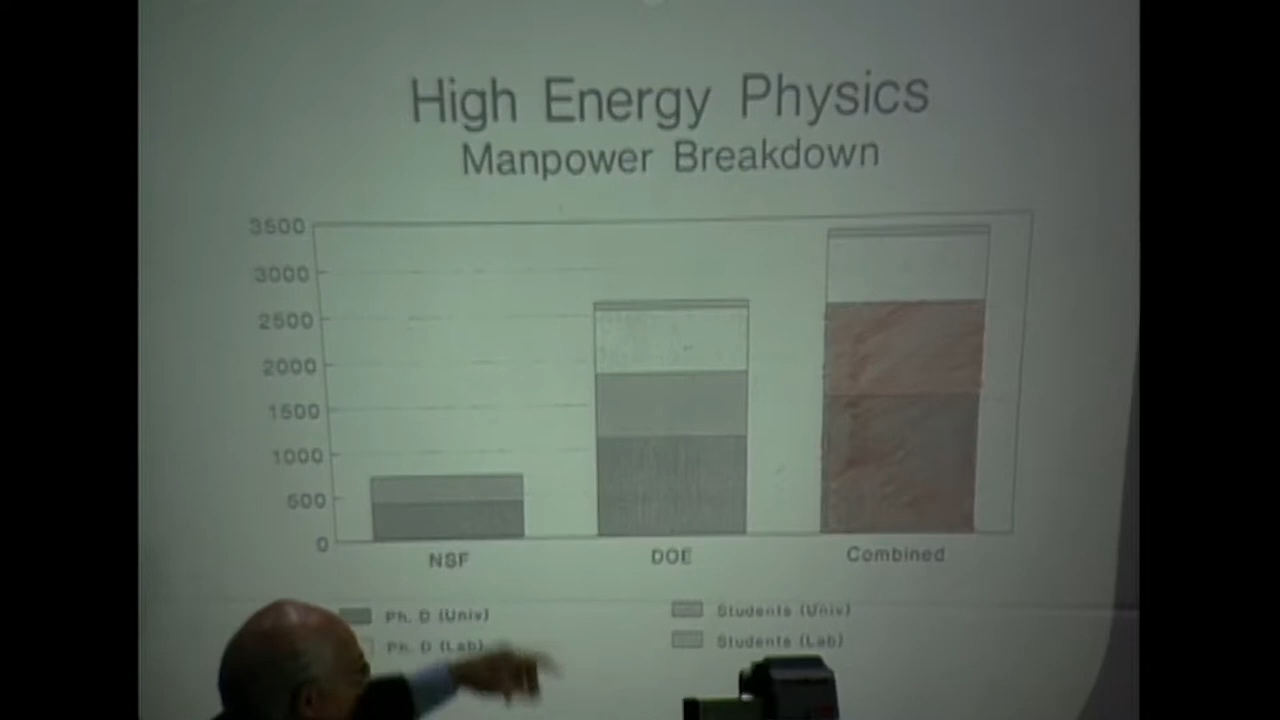 High Energy Physics
Manpower Breakdown
3500
3000
2500
2000
1500
1000
500
0
NSF DOE Combined
Ph. D (Univ) Students (Univ)
Ph. D (Lab) Students (Lab)